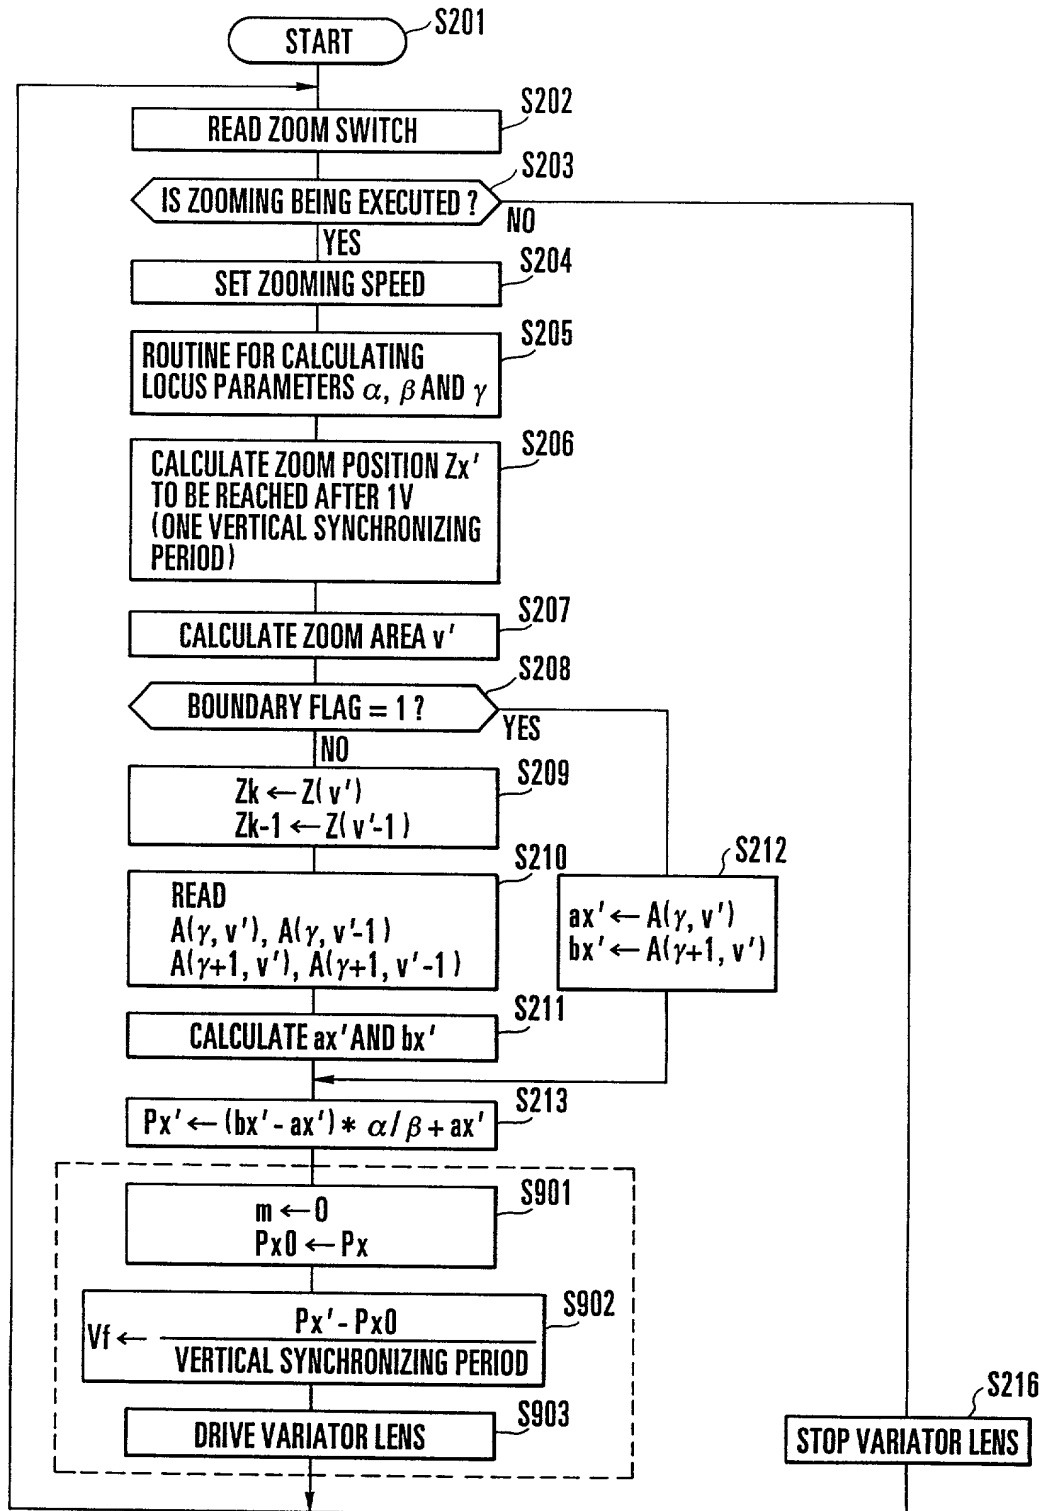 S201
START
S202
READ ZOOM SWITCH
S203
IS ZOOMING BEING EXECUTED ?
NO
YES
S204
SET ZOOMING SPEED
S205
ROUTINE FOR CALCULATING
LOCUS PARAMETERS α, β AND γ
S206
CALCULATE ZOOM POSITION Zx'
TO BE REACHED AFTER 1V
(ONE VERTICAL SYNCHRONIZING
PERIOD)
S207
CALCULATE ZOOM AREA v'
S208
BOUNDARY FLAG = 1 ?
YES
NO
S209
Zk ← Z(v')
Zk-1 ← Z(v'-1)
S210
READ
A(γ, v'), A(γ, v'-1)
A(γ+1, v'), A(γ+1, v'-1)
S212
ax' ← A(γ, v')
bx' ← A(γ+1, v')
S211
CALCULATE ax' AND bx'
S213
Px' ← (bx' - ax') * α/β + ax'
S901
m ← 0
Px0 ← Px
S902
Vf ← Px' - Px0
VERTICAL SYNCHRONIZING PERIOD
S903
DRIVE VARIATOR LENS
S216
STOP VARIATOR LENS